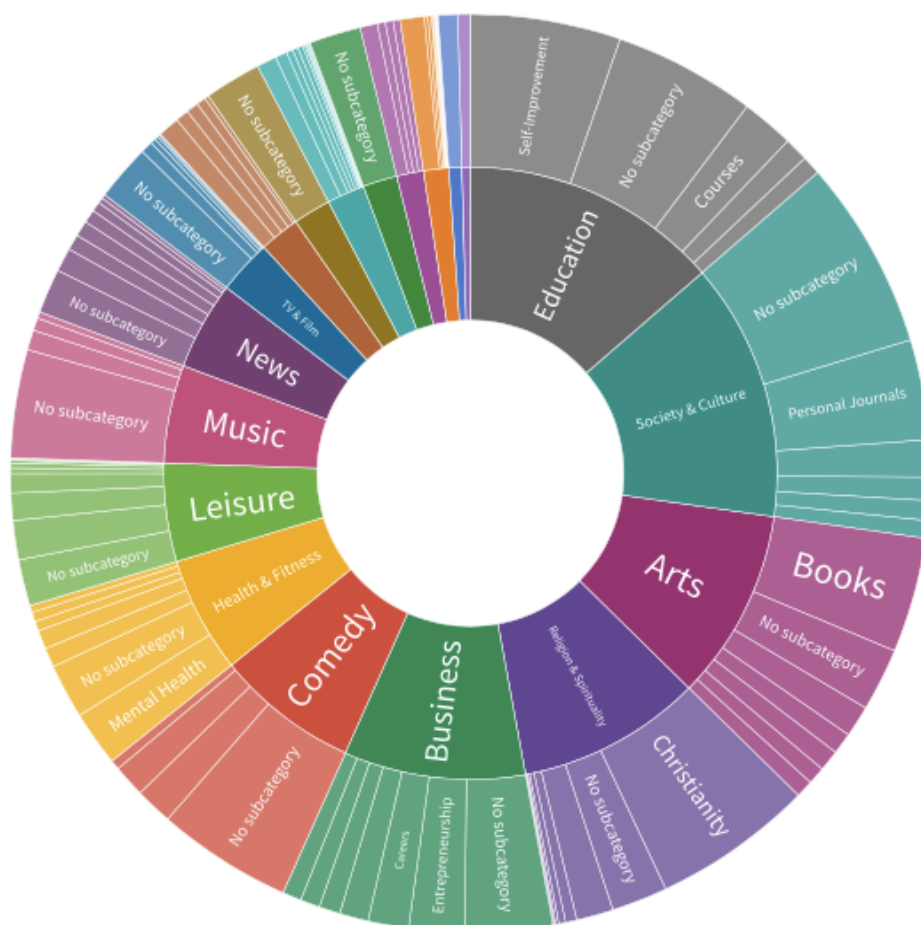 Self-Improvement
No subcategory
Courses
Education
No subcategory
Personal Journals
Society & Culture
Books
No subcategory
Arts
Christianity
No subcategory
Religion & Spirituality
No subcategory
Entrepreneurship
Careers
Business
No subcategory
Comedy
Mental Health
No subcategory
Health & Fitness
No subcategory
Leisure
No subcategory
Music
No subcategory
News
No subcategory
TV & Film
No subcategory
No subcategory